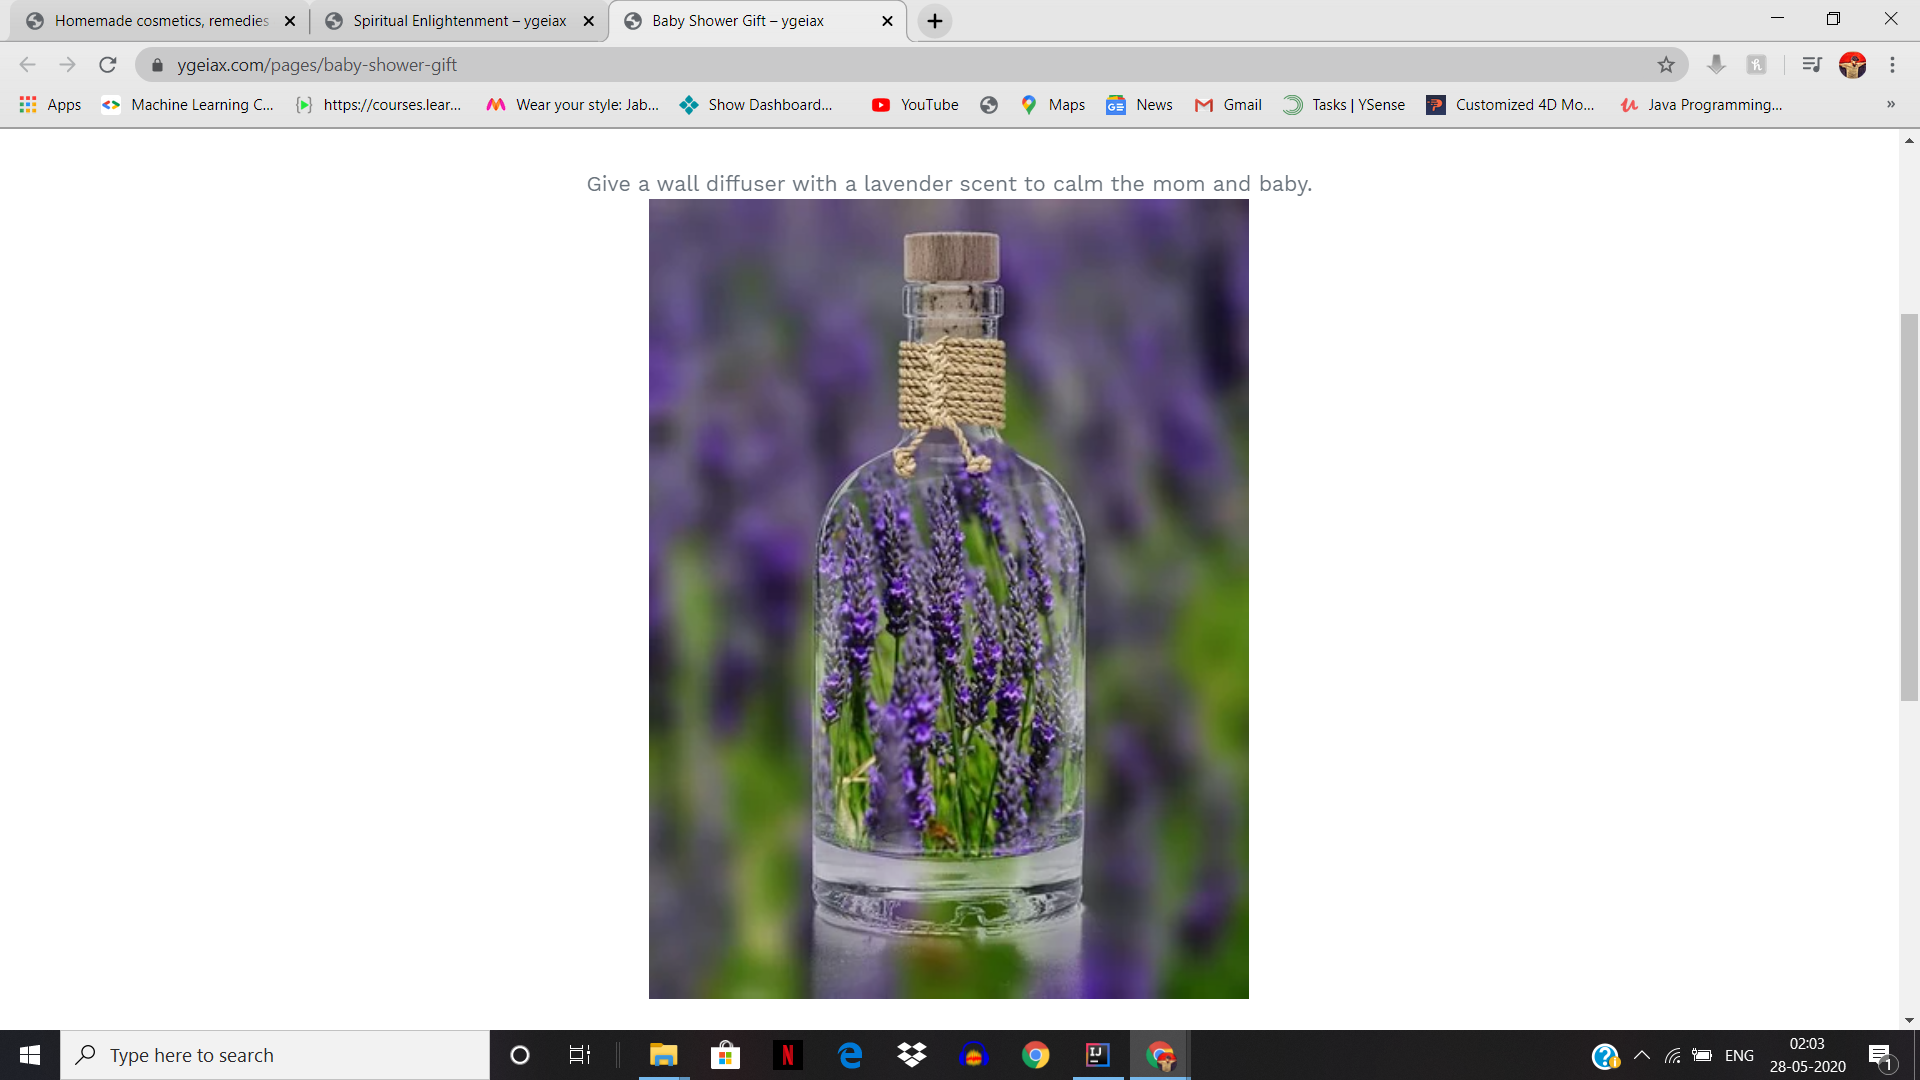 Homemade cosmetics, remedies
Spiritual Enlightenment – ygeiax
Baby Shower Gift – ygeiax
ygeiax.com/pages/baby-shower-gift
Apps
Machine Learning C...
https://courses.lear...
Wear your style: Jab...
Show Dashboard...
YouTube
Maps
News
Gmail
Tasks | YSense
Customized 4D Mo...
Java Programming...
»
Give a wall diffuser with a lavender scent to calm the mom and baby.
Type here to search
ENG
02:03
28-05-2020
1